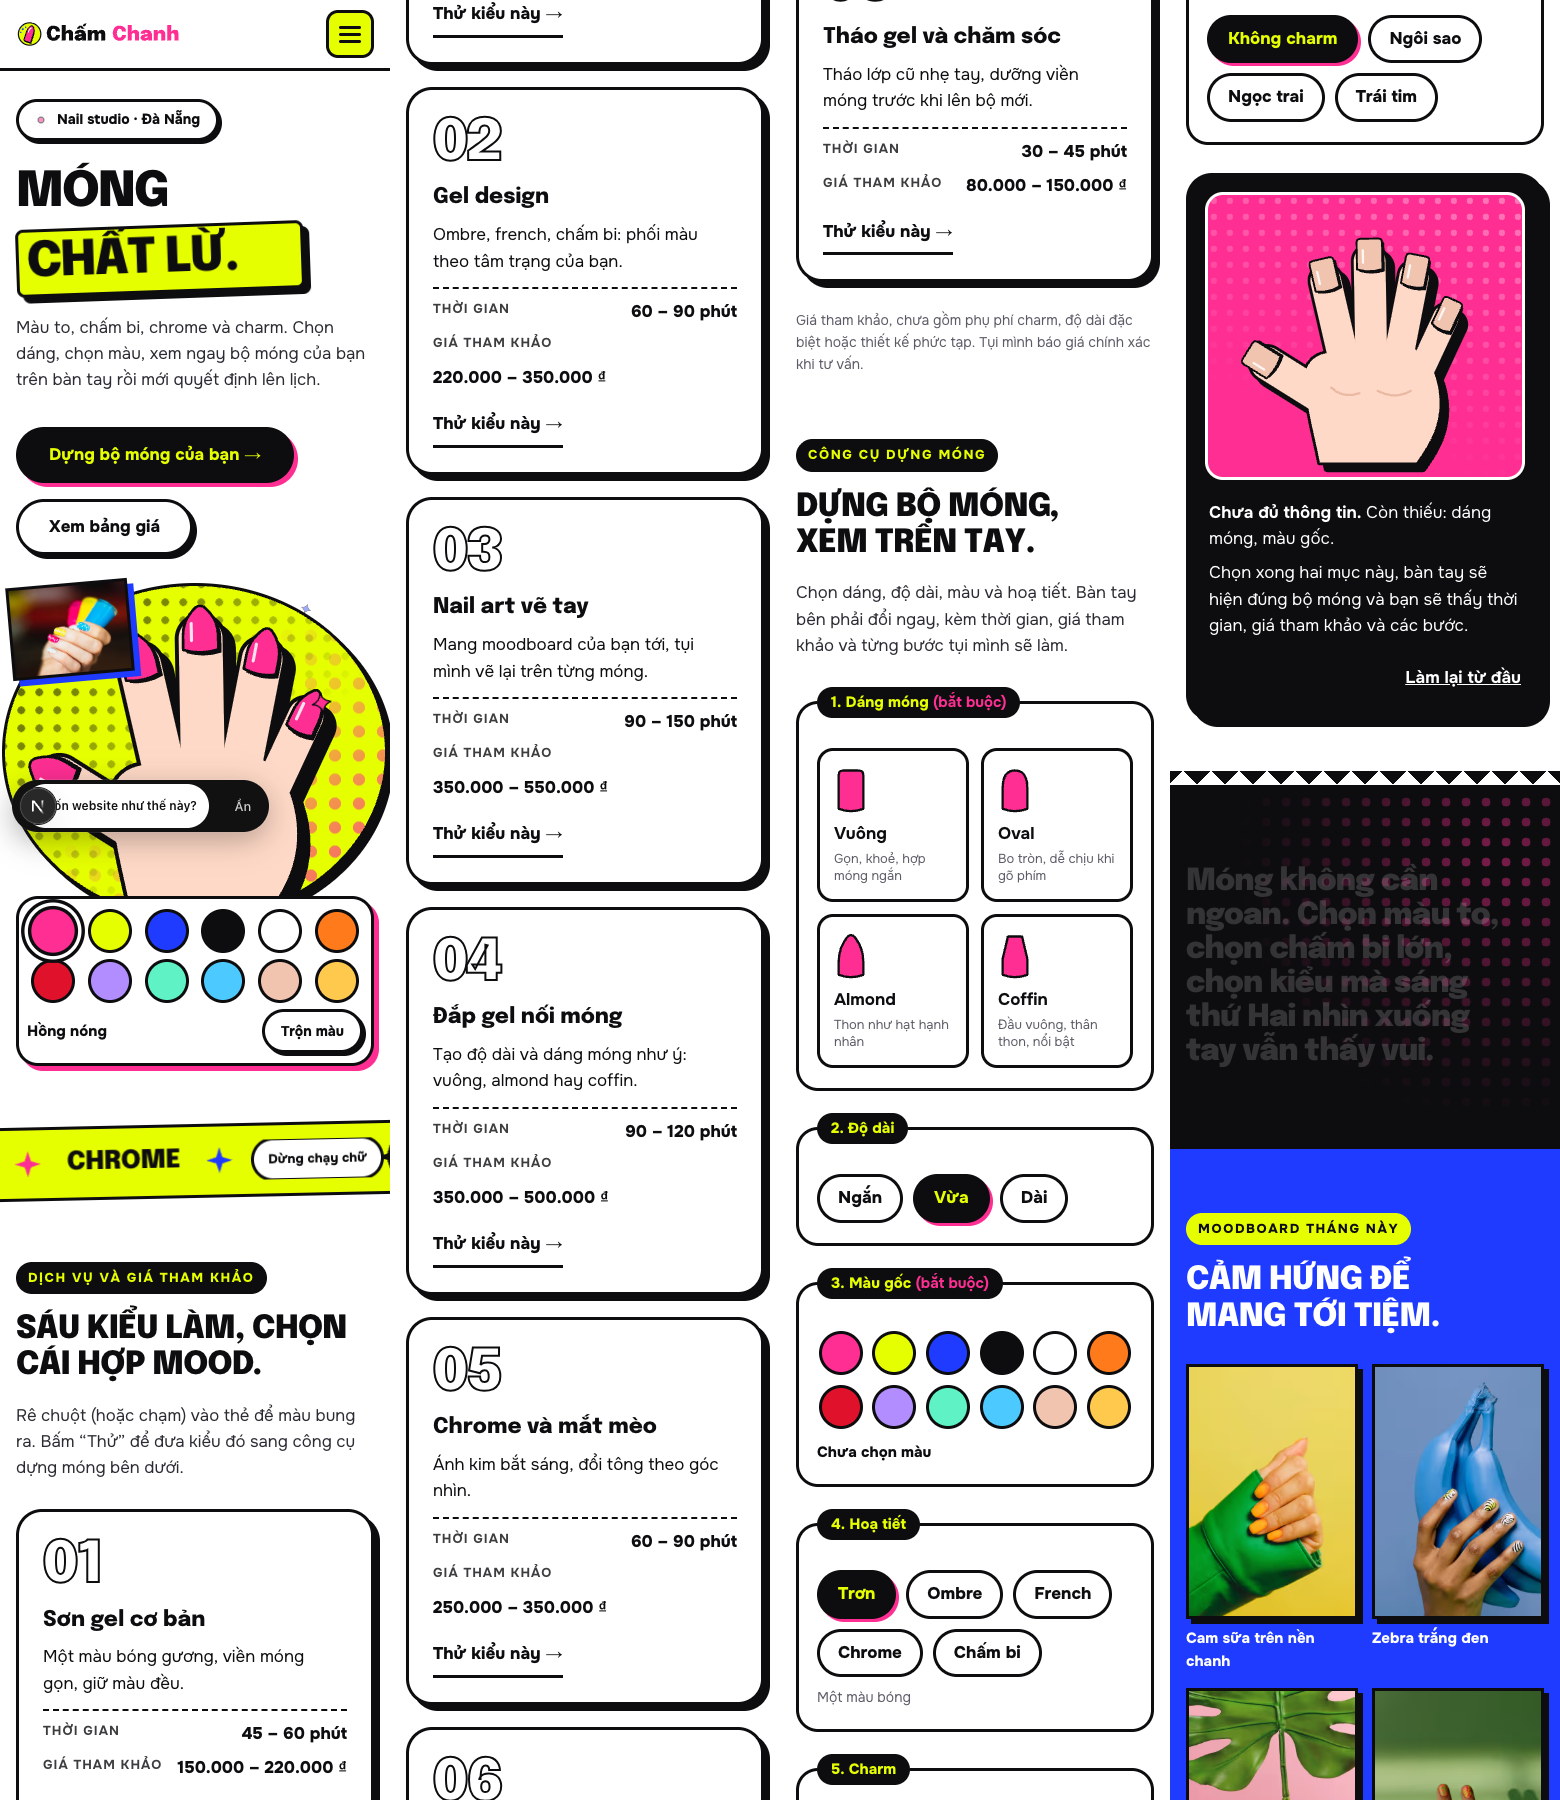 Chấm Chanh
Nail studio · Đà Nẵng
MÓNG
CHẤT LỪ.
Màu to, chấm bi, chrome và charm. Chọn
dáng, chọn màu, xem ngay bộ móng của bạn
trên bàn tay rồi mới quyết định lên lịch.
Dựng bộ móng của bạn →
Xem bảng giá
N
ốn website như thế này?
Ẩn
Hồng nóng
Trộn màu
CHROME
Dừng chạy chữ
DỊCH VỤ VÀ GIÁ THAM KHẢO
SÁU KIỂU LÀM, CHỌN
CÁI HỢP MOOD.
Rê chuột (hoặc chạm) vào thẻ để màu bung
ra. Bấm “Thử” để đưa kiểu đó sang công cụ
dựng móng bên dưới.
01
Sơn gel cơ bản
Một màu bóng gương, viền móng
gọn, giữ màu đều.
THỜI GIAN 45 – 60 phút
GIÁ THAM KHẢO 150.000 – 220.000 ₫
Thử kiểu này →
02
Gel design
Ombre, french, chấm bi: phối màu
theo tâm trạng của bạn.
THỜI GIAN 60 – 90 phút
GIÁ THAM KHẢO
220.000 – 350.000 ₫
Thử kiểu này →
03
Nail art vẽ tay
Mang moodboard của bạn tới, tụi
mình vẽ lại trên từng móng.
THỜI GIAN 90 – 150 phút
GIÁ THAM KHẢO
350.000 – 550.000 ₫
Thử kiểu này →
04
Đắp gel nối móng
Tạo độ dài và dáng móng như ý:
vuông, almond hay coffin.
THỜI GIAN 90 – 120 phút
GIÁ THAM KHẢO
350.000 – 500.000 ₫
Thử kiểu này →
05
Chrome và mắt mèo
Ánh kim bắt sáng, đổi tông theo góc
nhìn.
THỜI GIAN 60 – 90 phút
GIÁ THAM KHẢO
250.000 – 350.000 ₫
Thử kiểu này →
06
Tháo gel và chăm sóc
Tháo lớp cũ nhẹ tay, dưỡng viền
móng trước khi lên bộ mới.
THỜI GIAN 30 – 45 phút
GIÁ THAM KHẢO 80.000 – 150.000 ₫
Thử kiểu này →
Giá tham khảo, chưa gồm phụ phí charm, độ dài đặc
biệt hoặc thiết kế phức tạp. Tụi mình báo giá chính xác
khi tư vấn.
CÔNG CỤ DỰNG MÓNG
DỰNG BỘ MÓNG,
XEM TRÊN TAY.
Chọn dáng, độ dài, màu và hoạ tiết. Bàn tay
bên phải đổi ngay, kèm thời gian, giá tham
khảo và từng bước tụi mình sẽ làm.
1. Dáng móng (bắt buộc)
Vuông
Gọn, khoẻ, hợp
móng ngắn
Oval
Bo tròn, dễ chịu khi
gõ phím
Almond
Thon như hạt hạnh
nhân
Coffin
Đầu vuông, thân
thon, nổi bật
2. Độ dài
Ngắn
Vừa
Dài
3. Màu gốc (bắt buộc)
Chưa chọn màu
4. Hoạ tiết
Trơn
Ombre
French
Chrome
Chấm bi
Một màu bóng
5. Charm
Không charm
Ngôi sao
Ngọc trai
Trái tim
Chưa đủ thông tin. Còn thiếu: dáng
móng, màu gốc.
Chọn xong hai mục này, bàn tay sẽ
hiện đúng bộ móng và bạn sẽ thấy thời
gian, giá tham khảo và các bước.
Làm lại từ đầu
Móng không cần
ngoan. Chọn màu to,
chọn chấm bi lớn,
chọn kiểu mà sáng
thứ Hai nhìn xuống
tay vẫn thấy vui.
MOODBOARD THÁNG NÀY
CẢM HỨNG ĐỂ
MANG TỚI TIỆM.
Cam sữa trên nền
chanh
Zebra trắng đen